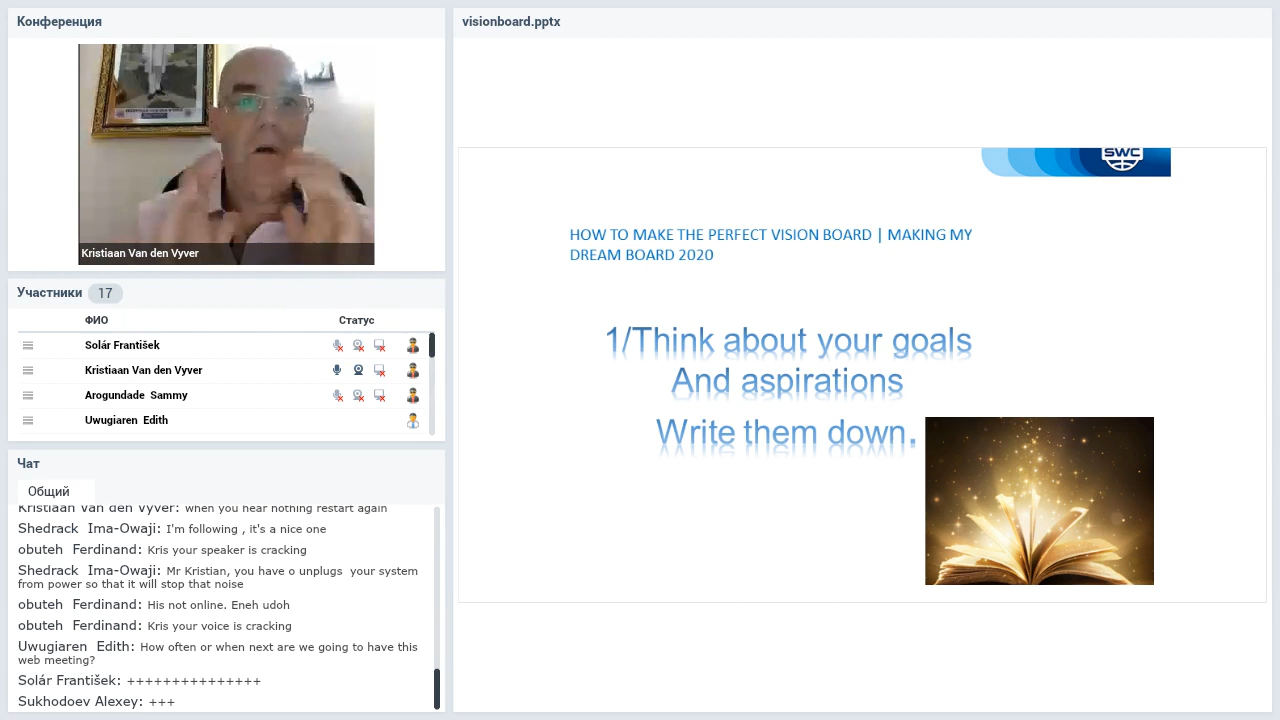 Конференция
Kristiaan Van den Vyver
Участники 17
ФИО Статус
Solár František
Kristiaan Van den Vyver
Arogundade Sammy
Uwugiaren Edith
Чат
Общий
Kristiaan Van den Vyver: when you hear nothing restart again
Shedrack Ima-Owaji: I'm following , it's a nice one
obuteh Ferdinand: Kris your speaker is cracking
Shedrack Ima-Owaji: Mr Kristian, you have o unplugs your system
from power so that it will stop that noise
obuteh Ferdinand: His not online. Eneh udoh
obuteh Ferdinand: Kris your voice is cracking
Uwugiaren Edith: How often or when next are we going to have this
web meeting?
Solár František: +++++++++++++++
Sukhodoev Alexey: +++
visionboard.pptx
SWC
HOW TO MAKE THE PERFECT VISION BOARD | MAKING MY
DREAM BOARD 2020
1/Think about your goals
And aspirations
Write them down.